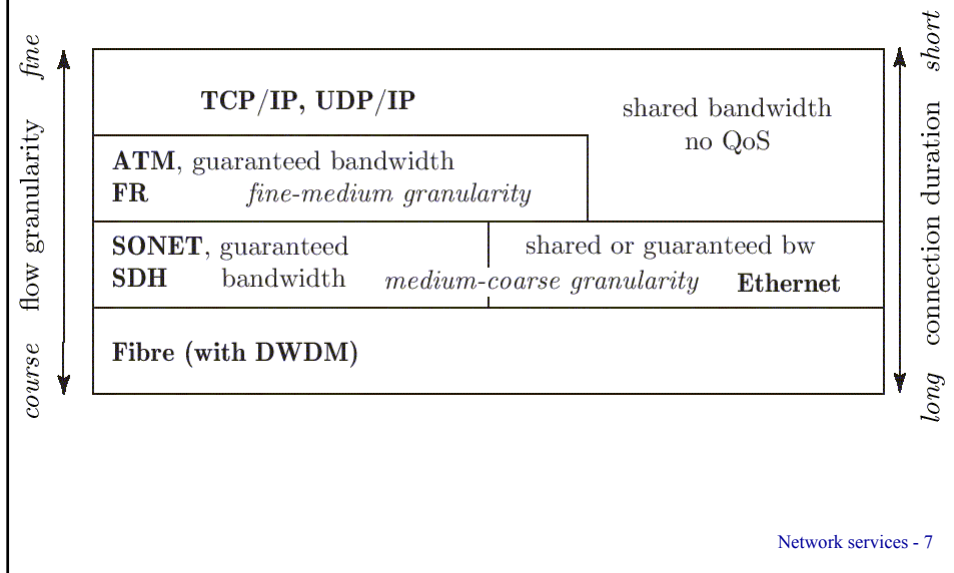 fine
flow granularity
course
TCP/IP, UDP/IP
shared bandwidth
no QoS
ATM, guaranteed bandwidth
FR fine-medium granularity
SONET, guaranteed
SDH bandwidth
shared or guaranteed bw
medium-coarse granularity
Ethernet
Fibre (with DWDM)
short
connection duration
long
Network services - 7